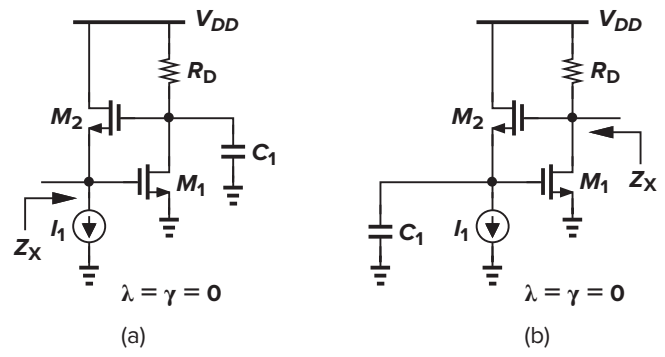 V_DD
R_D
M_2
C_1
M_1
Z_X
I_1
λ = γ = 0
(a)
V_DD
R_D
M_2
Z_X
M_1
C_1
I_1
λ = γ = 0
(b)